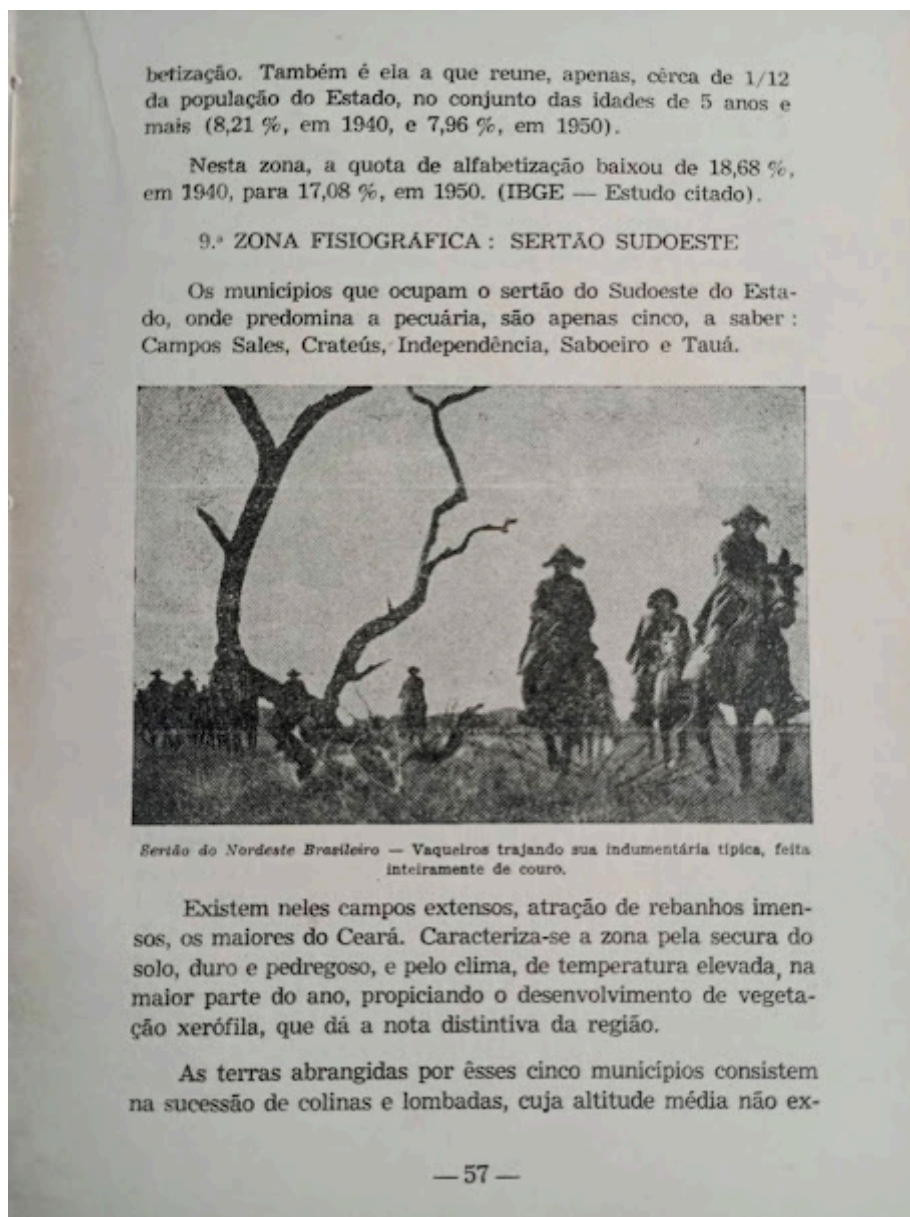 betização. Também é ela a que reune, apenas, cêrca de 1/12
da população do Estado, no conjunto das idades de 5 anos e
mais (8,21 %, em 1940, e 7,96 %, em 1950).
Nesta zona, a quota de alfabetização baixou de 18,68 %,
em 1940, para 17,08 %, em 1950. (IBGE — Estudo citado).
9.ª ZONA FISIOGRÁFICA : SERTÃO SUDOESTE
Os municípios que ocupam o sertão do Sudoeste do Esta-
do, onde predomina a pecuária, são apenas cinco, a saber :
Campos Sales, Crateús, Independência, Saboeiro e Tauá.
Sertão do Nordeste Brasileiro — Vaqueiros trajando sua indumentária típica, feita
inteiramente de couro.
Existem neles campos extensos, atração de rebanhos imen-
sos, os maiores do Ceará. Caracteriza-se a zona pela secura do
solo, duro e pedregoso, e pelo clima, de temperatura elevada, na
maior parte do ano, propiciando o desenvolvimento de vegeta-
ção xerófila, que dá a nota distintiva da região.
As terras abrangidas por êsses cinco municípios consistem
na sucessão de colinas e lombadas, cuja altitude média não ex-
— 57 —